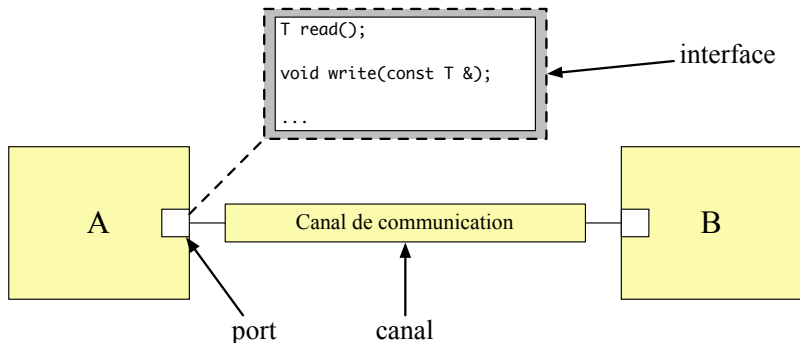 T read();
void write(const T &);
...
interface
A
Canal de communication
B
port
canal